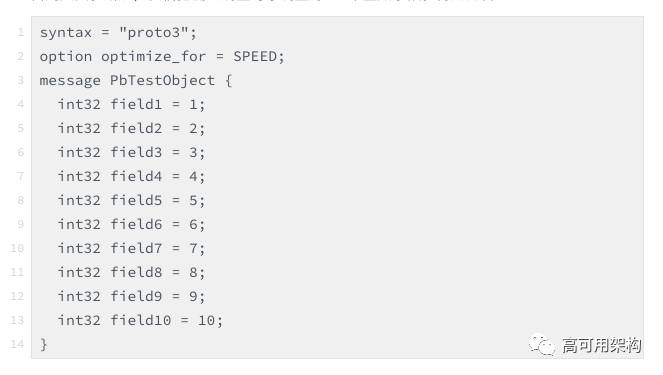 1 syntax = "proto3";
2 option optimize_for = SPEED;
3 message PbTestObject {
4 int32 field1 = 1;
5 int32 field2 = 2;
6 int32 field3 = 3;
7 int32 field4 = 4;
8 int32 field5 = 5;
9 int32 field6 = 6;
10 int32 field7 = 7;
11 int32 field8 = 8;
12 int32 field9 = 9;
13 int32 field10 = 10;
14 }
高可用架构